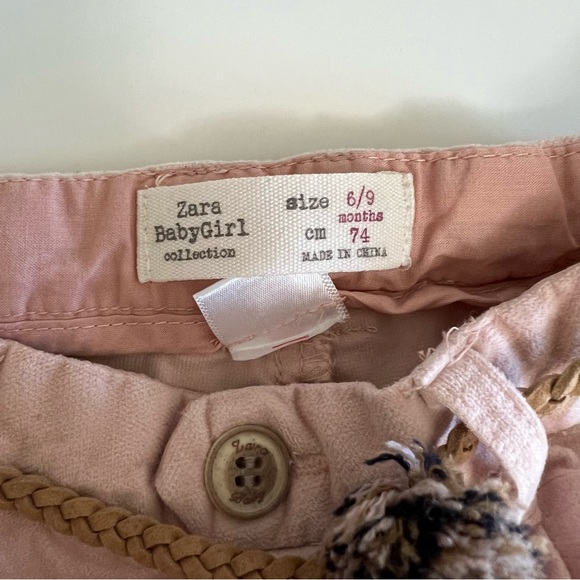 Zara
BabyGirl
collection
size 6/9
months
cm 74
MADE IN CHINA